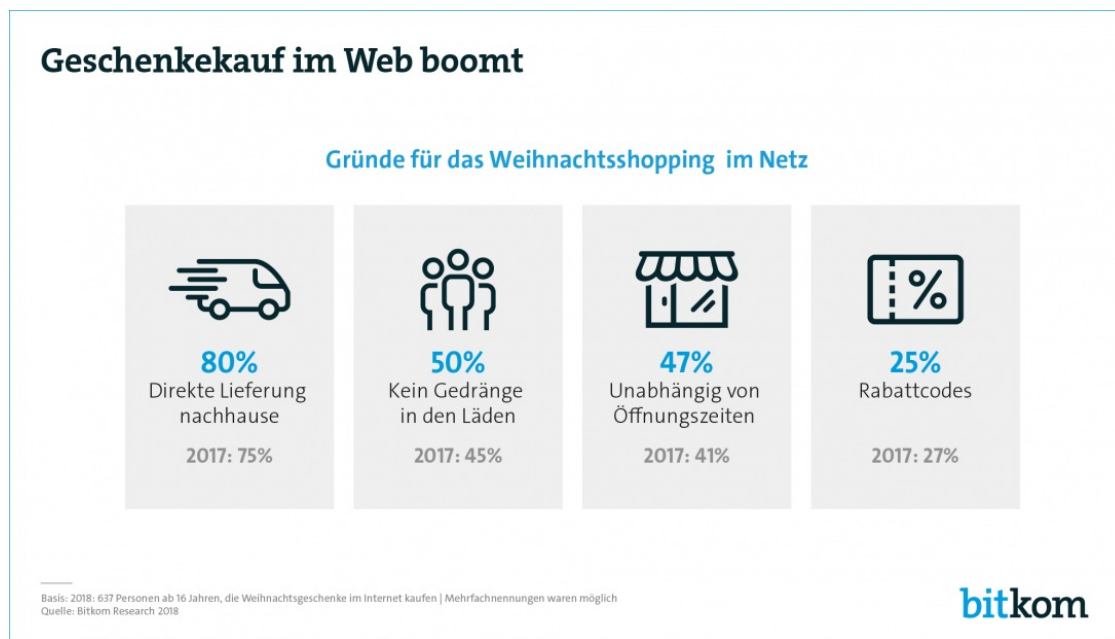 Geschenkekauf im Web boomt
Gründe für das Weihnachtsshopping im Netz
80%
Direkte Lieferung
nachhause
2017: 75%
50%
Kein Gedränge
in den Läden
2017: 45%
47%
Unabhängig von
Öffnungszeiten
2017: 41%
%
25%
Rabattcodes
2017: 27%
Basis: 2018: 637 Personen ab 16 Jahren, die Weihnachtsgeschenke im Internet kaufen | Mehrfachnennungen waren möglich
Quelle: Bitkom Research 2018
bitkom